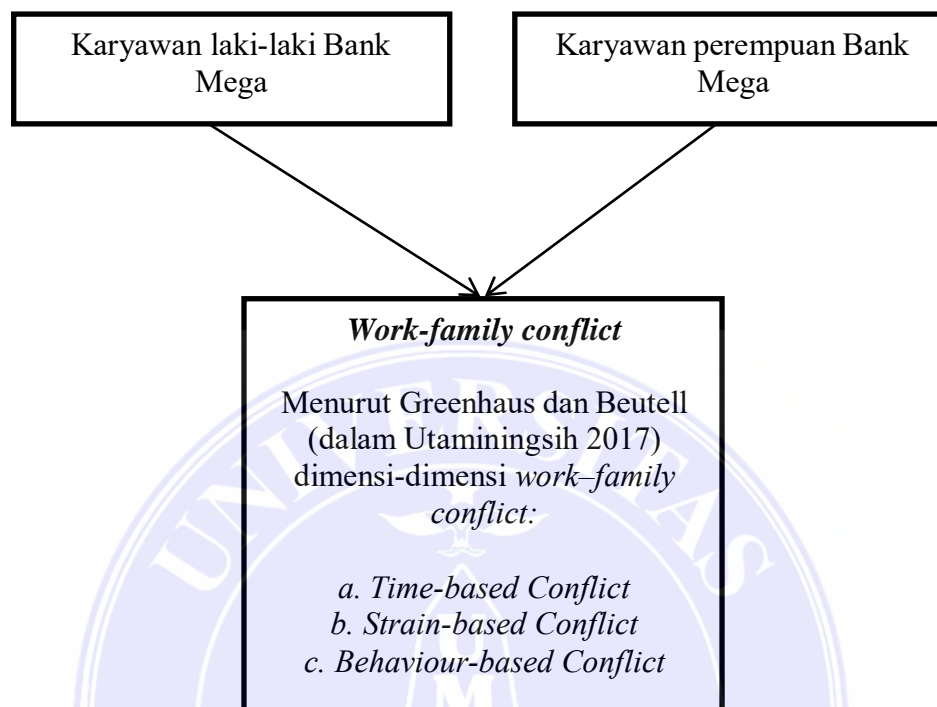 Karyawan laki-laki Bank
Mega
Karyawan perempuan Bank
Mega
Work-family conflict
Menurut Greenhaus dan Beutell
(dalam Utaminingsih 2017)
dimensi-dimensi work–family
conflict:
a. Time-based Conflict
b. Strain-based Conflict
c. Behaviour-based Conflict
UNIVERSITAS
U
M